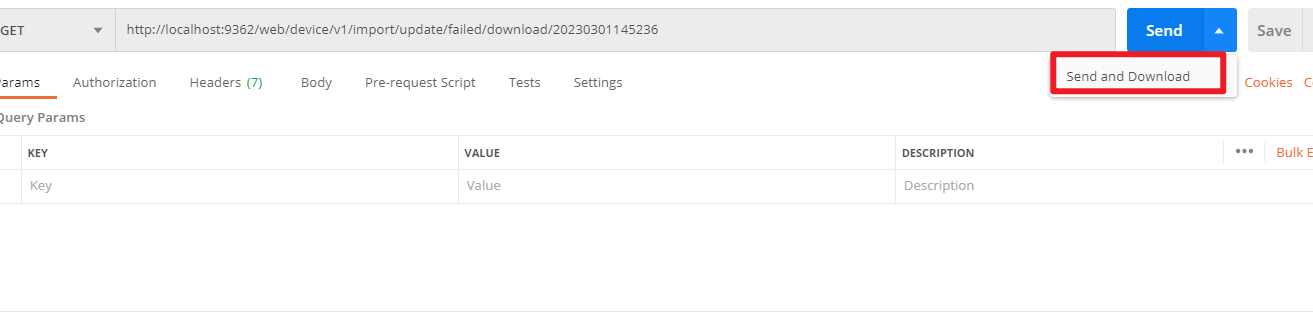 GET http://localhost:9362/web/device/v1/import/update/failed/download/20230301145236 Send Save
Params Authorization Headers (7) Body Pre-request Script Tests Settings Send and Download Cookies
Query Params
KEY VALUE DESCRIPTION ••• Bulk E
Key Value Description